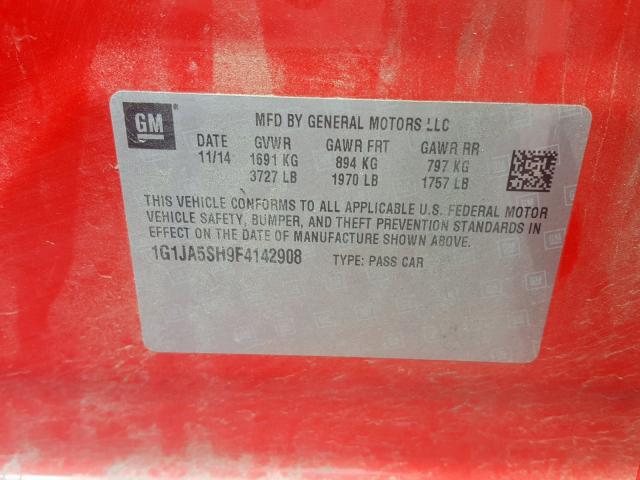 GM
MFD BY GENERAL MOTORS LLC
DATE GVWR GAWR FRT GAWR RR
11/14 1691 KG 894 KG 797 KG
3727 LB 1970 LB 1757 LB
THIS VEHICLE CONFORMS TO ALL APPLICABLE U.S. FEDERAL MOTOR
VEHICLE SAFETY, BUMPER, AND THEFT PREVENTION STANDARDS IN
EFFECT ON THE DATE OF MANUFACTURE SHOWN ABOVE.
1G1JA5SH9F4142908 TYPE: PASS CAR